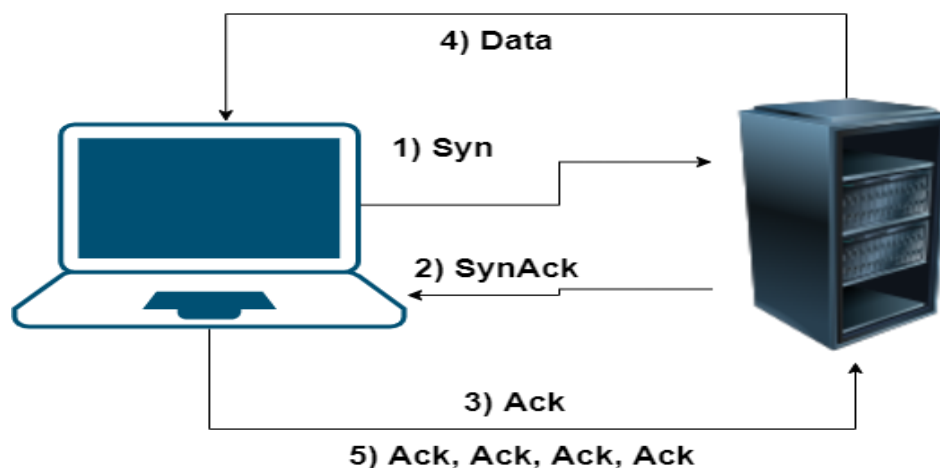 4) Data
1) Syn
2) SynAck
3) Ack
5) Ack, Ack, Ack, Ack